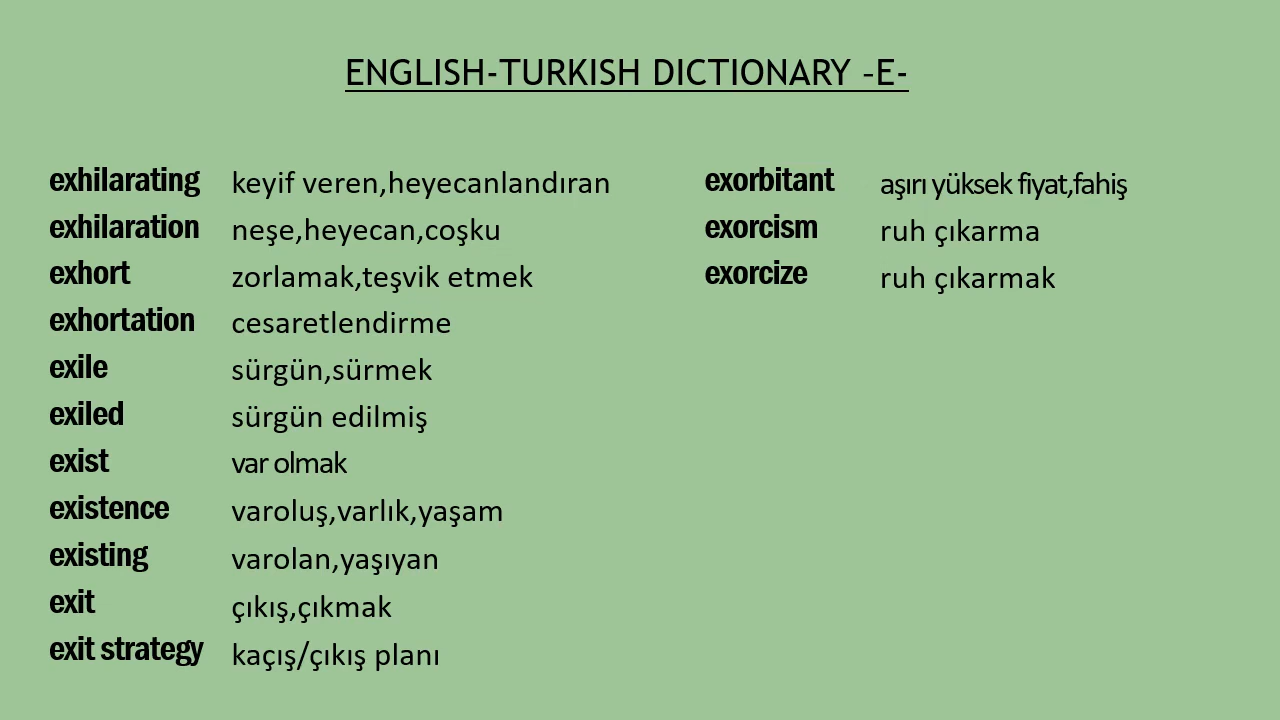 ENGLISH-TURKISH DICTIONARY –E-
exhilarating keyif veren,heyecanlandıran
exhilaration neşe,heyecan,coşku
exhort zorlamak,teşvik etmek
exhortation cesaretlendirme
exile sürgün,sürmek
exiled sürgün edilmiş
exist var olmak
existence varoluş,varlık,yaşam
existing varolan,yaşıyan
exit çıkış,çıkmak
exit strategy kaçış/çıkış planı
exorbitant aşırı yüksek fiyat,fahiş
exorcism ruh çıkarma
exorcize ruh çıkarmak